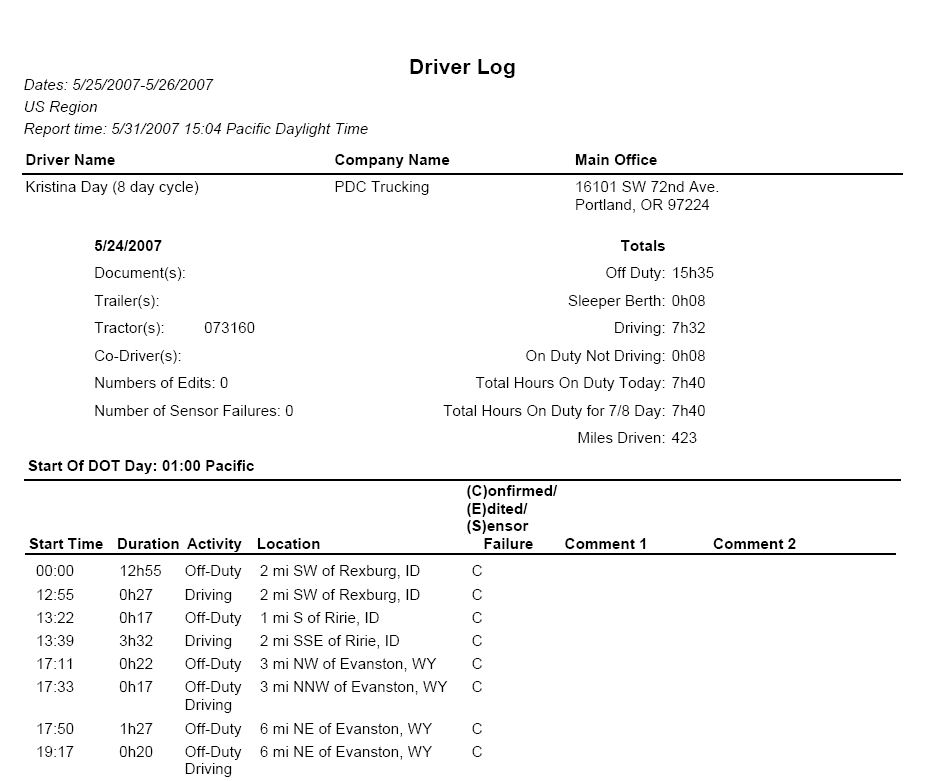 Driver Log
Dates: 5/25/2007-5/26/2007
US Region
Report time: 5/31/2007 15:04 Pacific Daylight Time
Driver Name Company Name Main Office
Kristina Day (8 day cycle) PDC Trucking 16101 SW 72nd Ave.
Portland, OR 97224
5/24/2007 Totals
Document(s): Off Duty: 15h35
Trailer(s): Sleeper Berth: 0h08
Tractor(s): 073160 Driving: 7h32
Co-Driver(s): On Duty Not Driving: 0h08
Numbers of Edits: 0 Total Hours On Duty Today: 7h40
Number of Sensor Failures: 0 Total Hours On Duty for 7/8 Day: 7h40
Miles Driven: 423
Start Of DOT Day: 01:00 Pacific
(C)onfirmed/
(E)dited/
(S)ensor
Start Time Duration Activity Location Failure Comment 1 Comment 2
00:00 12h55 Off-Duty 2 mi SW of Rexburg, ID C
12:55 0h27 Driving 2 mi SW of Rexburg, ID C
13:22 0h17 Off-Duty 1 mi S of Ririe, ID C
13:39 3h32 Driving 2 mi SSE of Ririe, ID C
17:11 0h22 Off-Duty 3 mi NW of Evanston, WY C
17:33 0h17 Off-Duty 3 mi NNW of Evanston, WY C
Driving
17:50 1h27 Off-Duty 6 mi NE of Evanston, WY C
19:17 0h20 Off-Duty 6 mi NE of Evanston, WY C
Driving